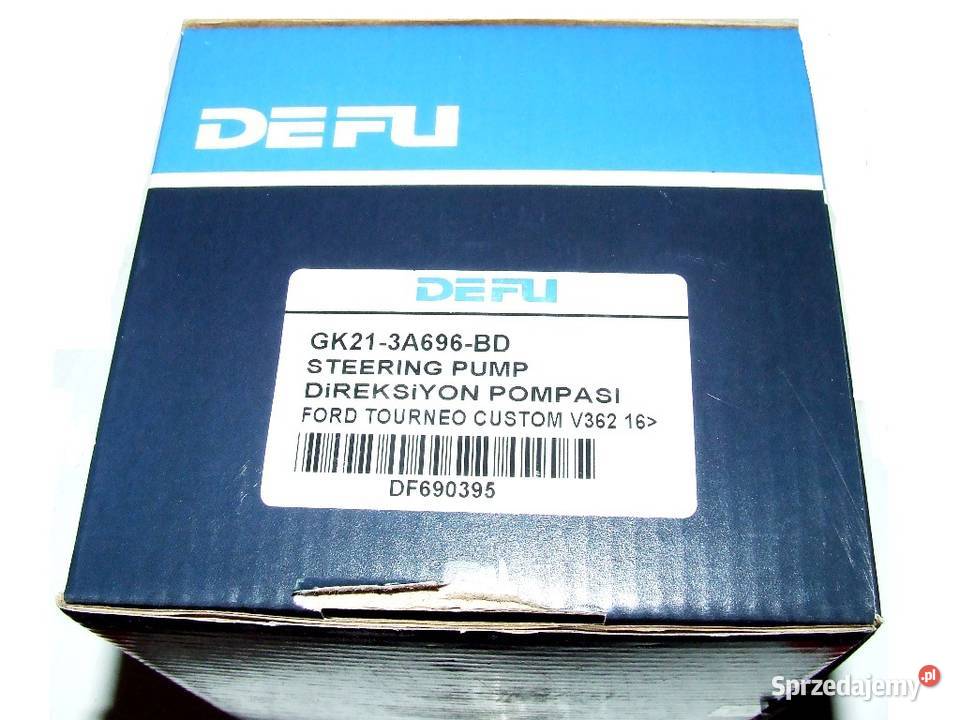 DEFU
DEFU
GK21-3A696-BD
STEERING PUMP
DiREKSiYON POMPASI
FORD TOURNEO CUSTOM V362 16>
DF690395
Sprzedajemy.pl